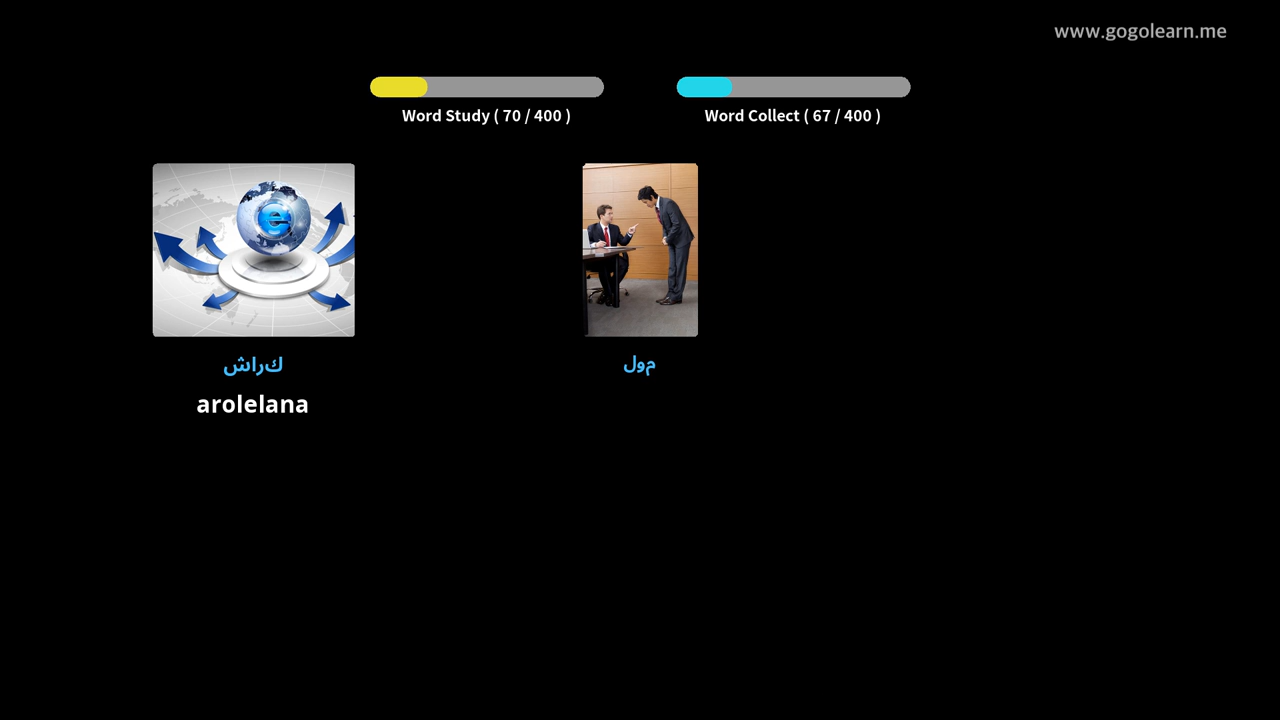 www.gogolearn.me
Word Study ( 70 / 400 )
Word Collect ( 67 / 400 )
كراش
مول
arolelana